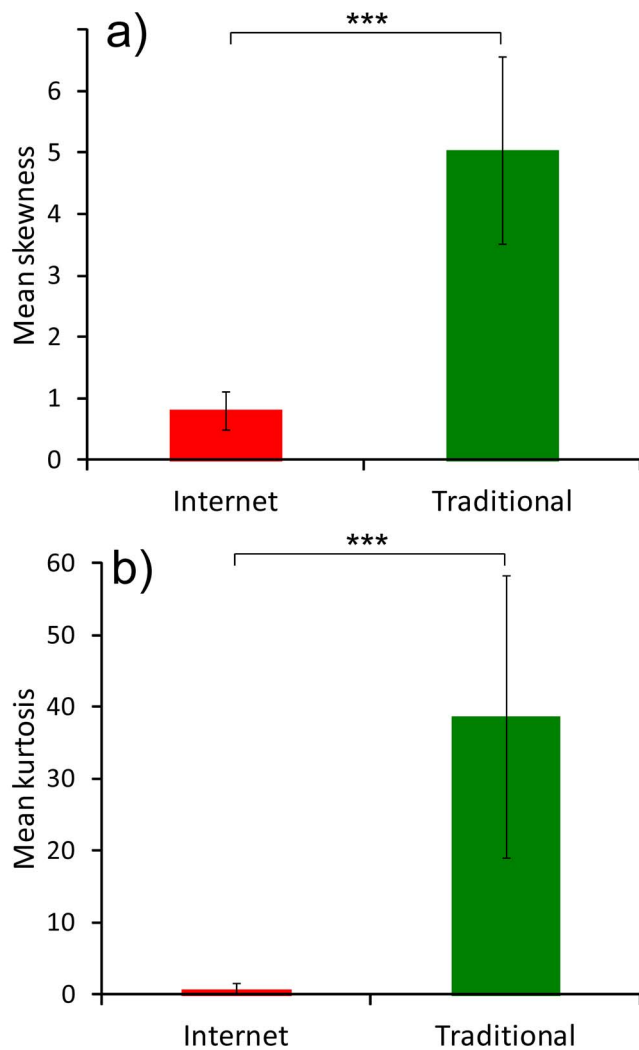 a)
***
Mean skewness
6
5
4
3
2
1
0
Internet Traditional
b)
***
Mean kurtosis
60
50
40
30
20
10
0
Internet Traditional